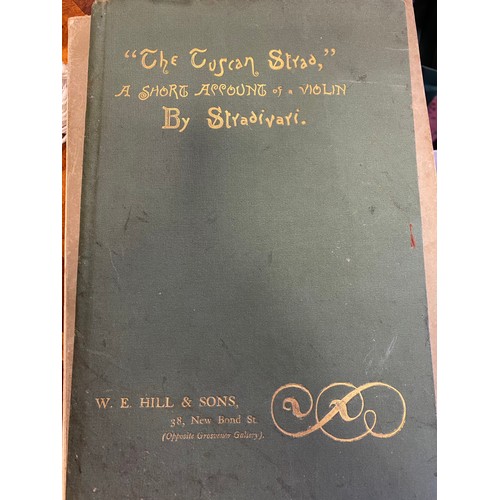 "The Tuscan Strad,"
A SHORT ACCOUNT of a VIOLIN
By Stradivari.
W. E. HILL & SONS,
38, New Bond St.
(Opposite Grosvenor Gallery).